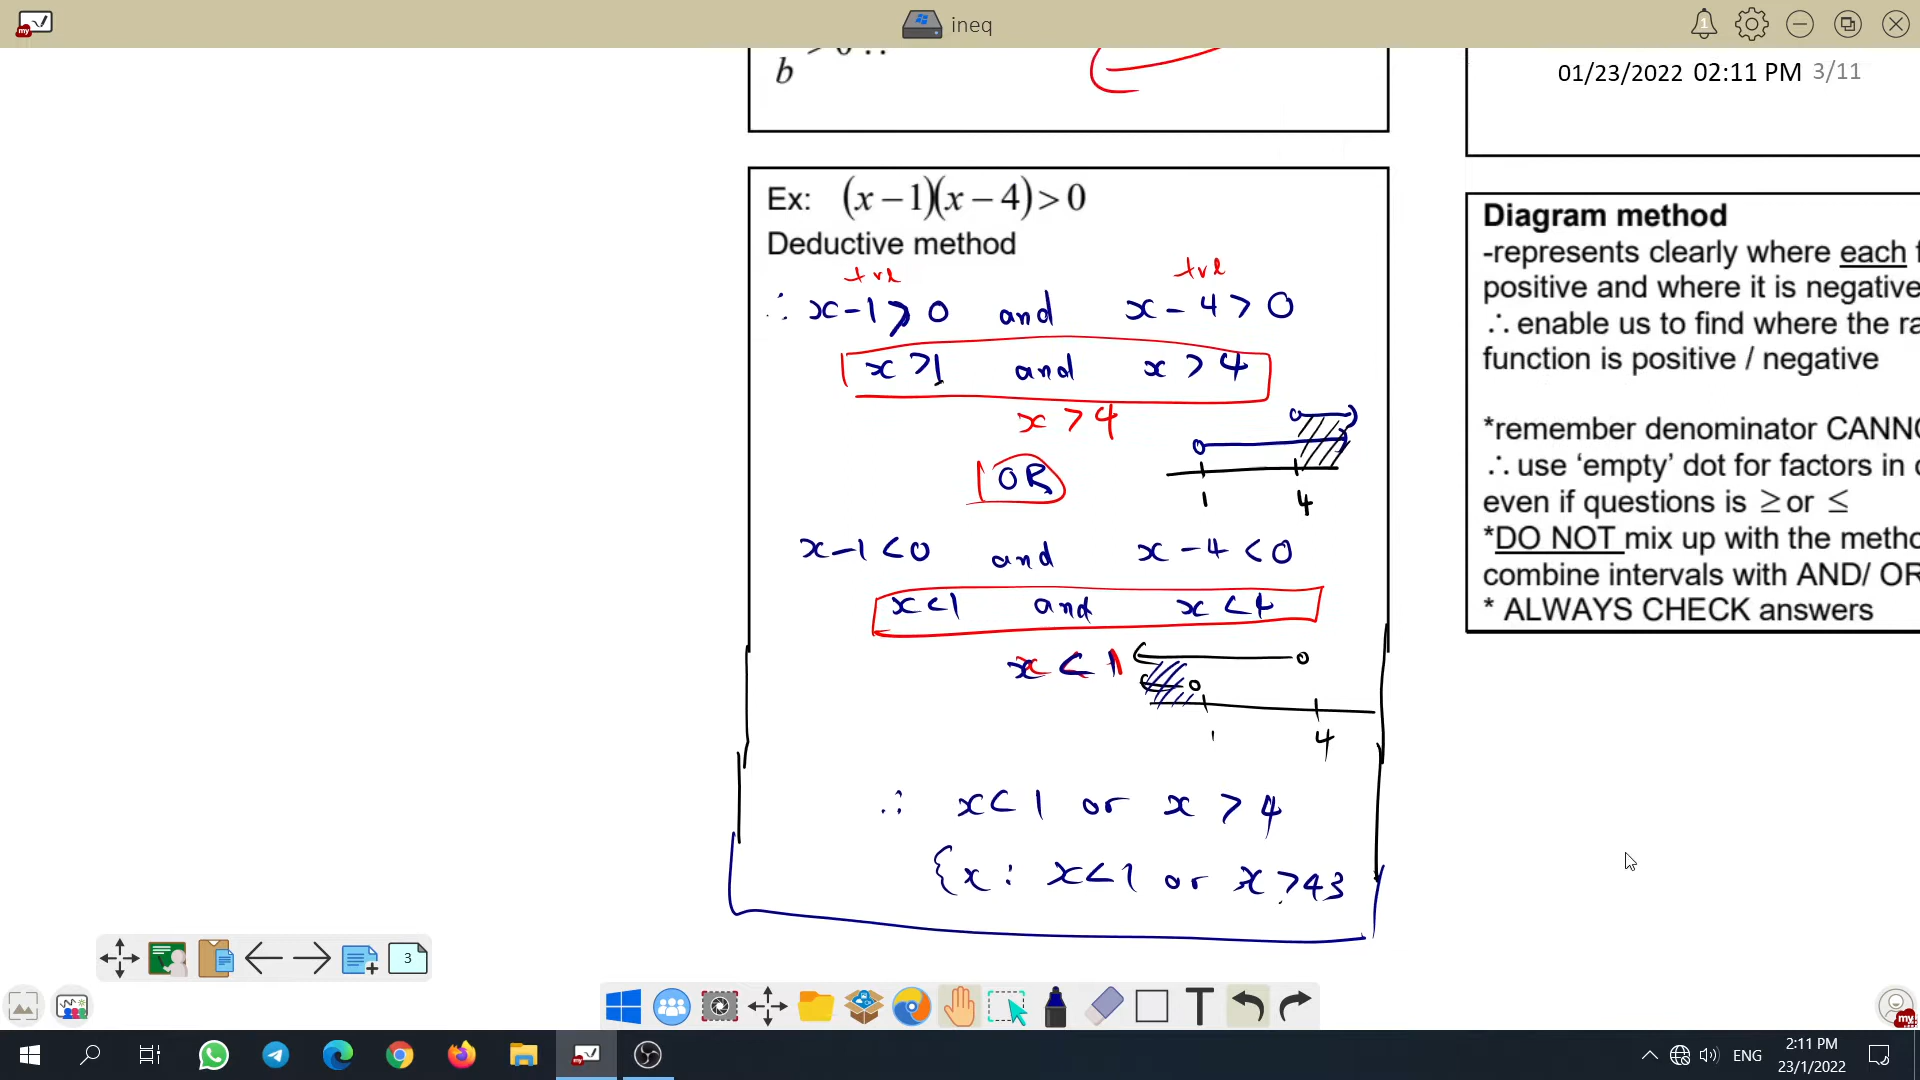 ineq
1
> 0 ∴
b
01/23/2022 02:11 PM 3/11
Ex: (x − 1)(x − 4) > 0
Deductive method
+ve +ve
∴ x-1 > 0 and x - 4 > 0
x > 1 and x > 4
x > 4
OR
1 4
x-1 < 0 and x - 4 < 0
x < 1 and x < 4
x < 1
1 4
∴ x < 1 or x > 4
{x : x < 1 or x > 4}
Diagram method
-represents clearly where each f
positive and where it is negative
∴ enable us to find where the ra
function is positive / negative
*remember denominator CANNO
∴ use ‘empty’ dot for factors in d
even if questions is ≥ or ≤
*DO NOT mix up with the metho
combine intervals with AND/ OR
* ALWAYS CHECK answers
3
T
my
ENG
2:11 PM
23/1/2022